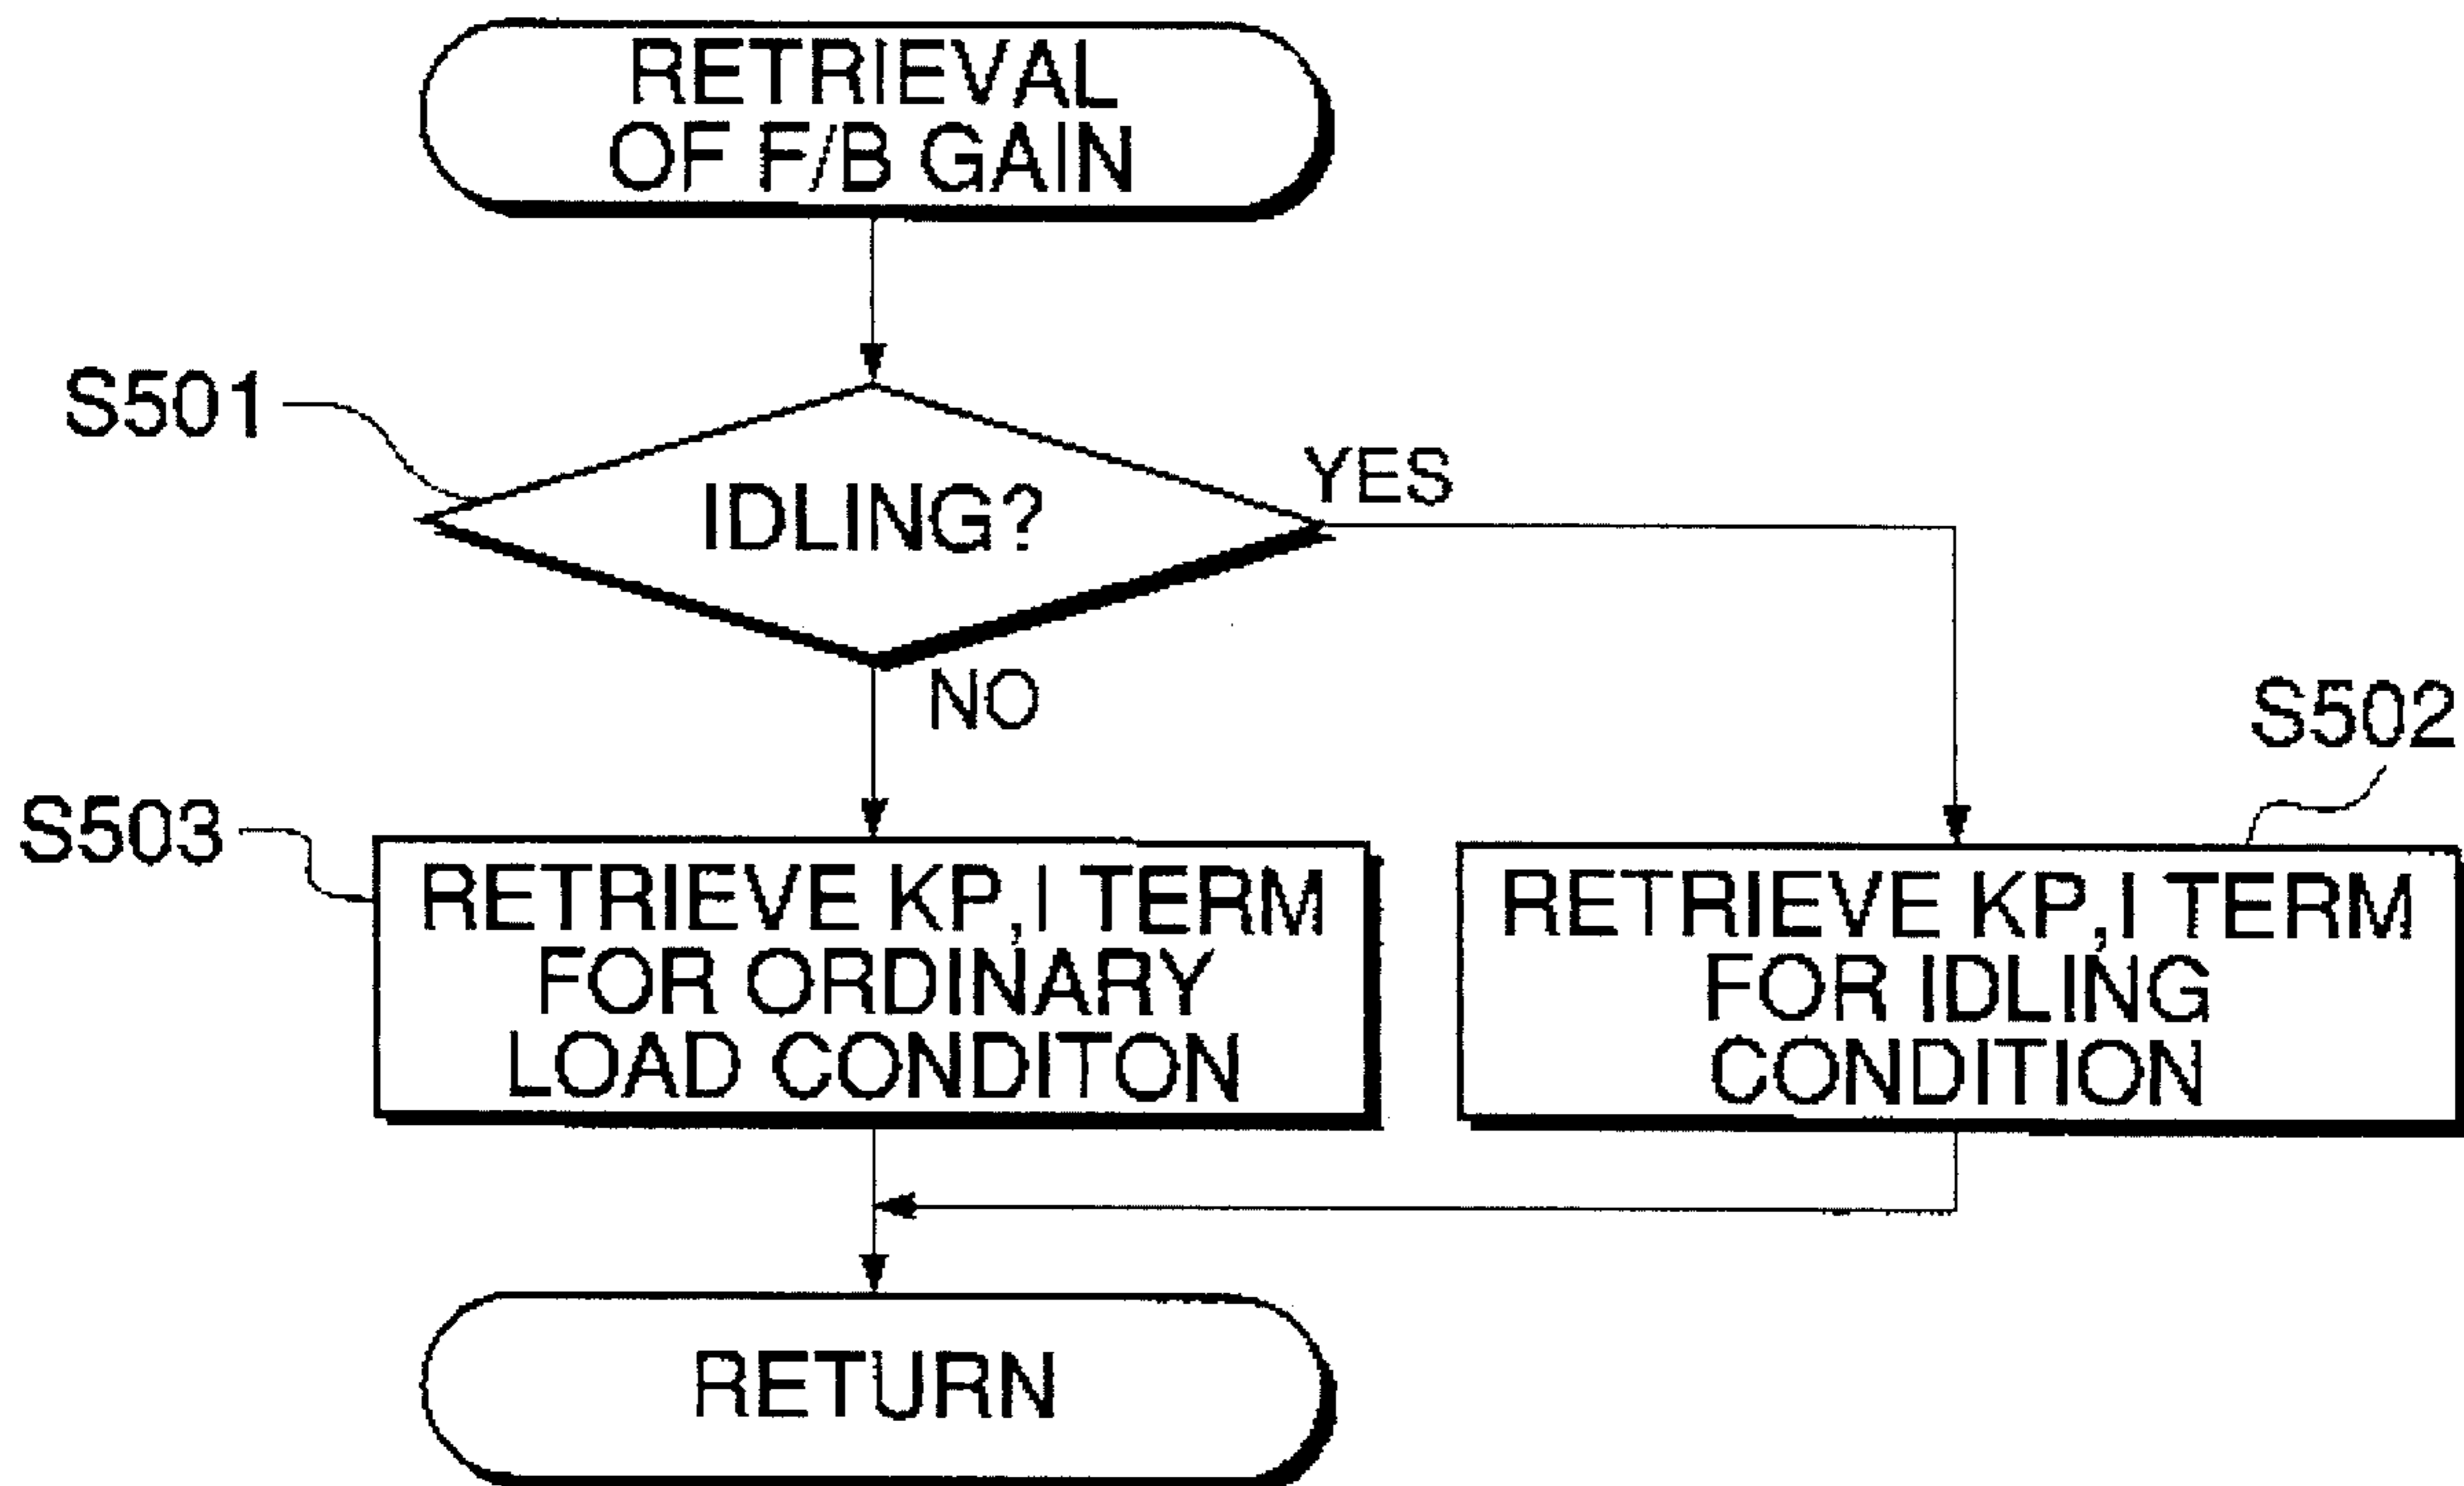 RETRIEVAL
OF F/B GAIN
S501
IDLING?
YES
NO
S502
S503
RETRIEVE KP,I TERM
FOR ORDINARY
LOAD CONDITON
RETRIEVE KP,I TERM
FOR IDLING
CONDITION
RETURN